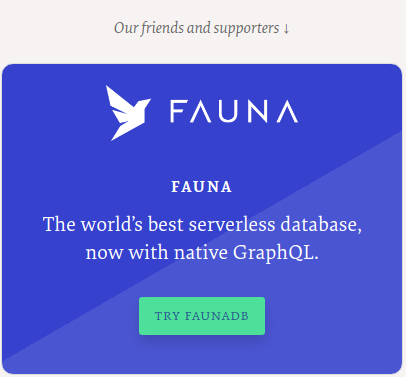 Our friends and supporters ↓
FAUNA
FAUNA
The world’s best serverless database,
now with native GraphQL.
TRY FAUNADB